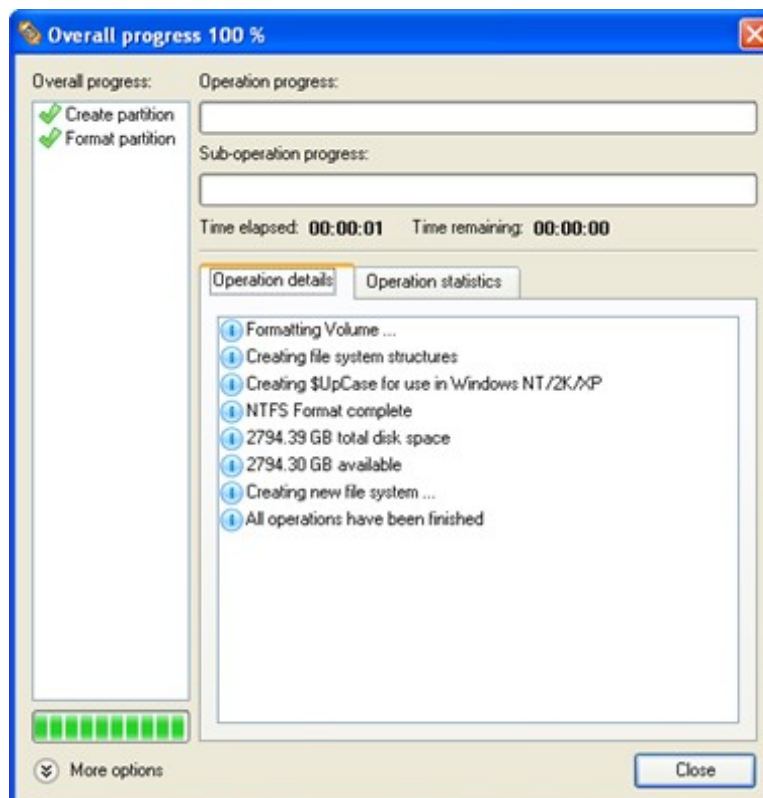 Overall progress 100 %
Overall progress:
Create partition
Format partition
Operation progress:
Sub-operation progress:
Time elapsed: 00:00:01 Time remaining: 00:00:00
Operation details Operation statistics
Formatting Volume ...
Creating file system structures
Creating $UpCase for use in Windows NT/2K/XP
NTFS Format complete
2794.39 GB total disk space
2794.30 GB available
Creating new file system ...
All operations have been finished
More options
Close